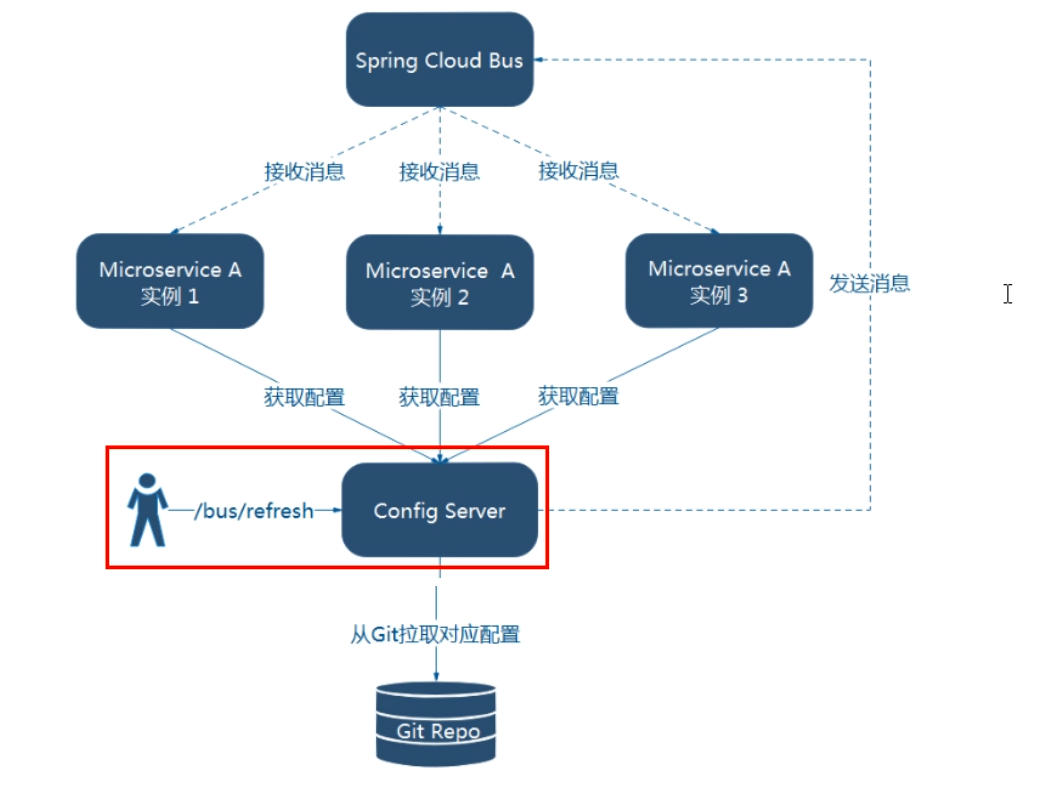 Spring Cloud Bus
接收消息
接收消息
接收消息
Microservice A
实例 1
Microservice A
实例 2
Microservice A
实例 3
发送消息
获取配置
获取配置
获取配置
/bus/refresh
Config Server
从Git拉取对应配置
Git Repo